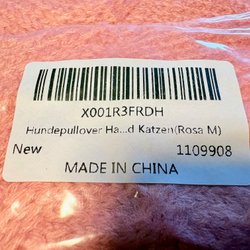 X001R3FRDH
Hundepullover Ha...d Katzen(Rosa M)
New 1109908
MADE IN CHINA